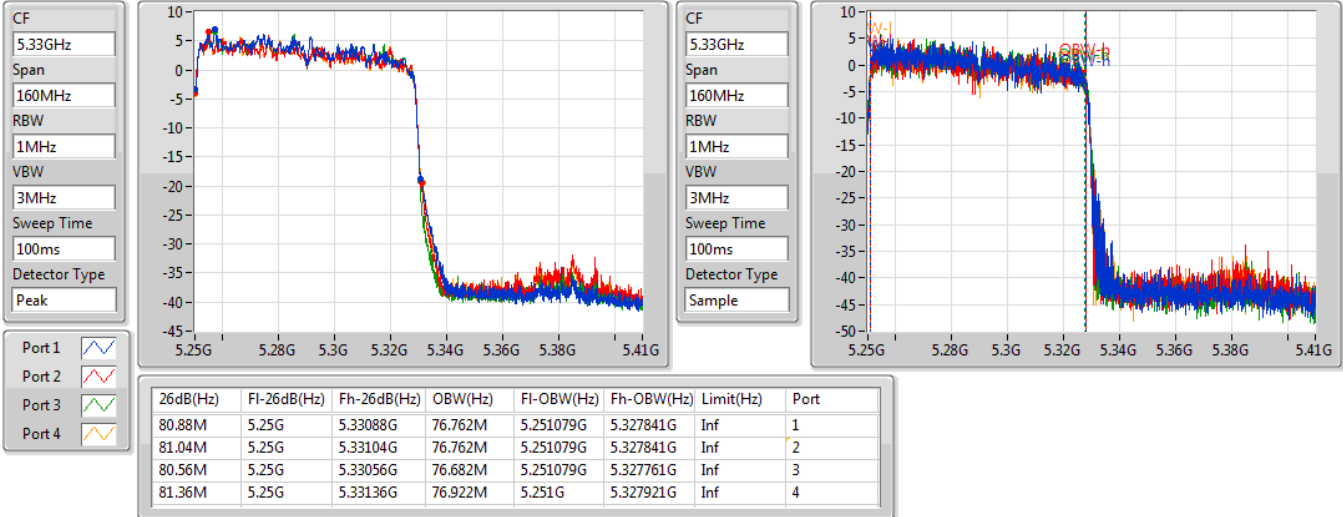 CF
5.33GHz
Span
160MHz
RBW
1MHz
VBW
3MHz
Sweep Time
100ms
Detector Type
Peak
Port 1
Port 2
Port 3
Port 4
10
5
0
-5
-10
-15
-20
-25
-30
-35
-40
-45
5.25G 5.28G 5.3G 5.32G 5.34G 5.36G 5.38G 5.41G
CF
5.33GHz
Span
160MHz
RBW
1MHz
VBW
3MHz
Sweep Time
100ms
Detector Type
Sample
10
5
0
-5
-10
-15
-20
-25
-30
-35
-40
-45
-50
OBW-h
OBW-h
5.25G 5.28G 5.3G 5.32G 5.34G 5.36G 5.38G 5.41G
26dB(Hz) Fl-26dB(Hz) Fh-26dB(Hz) OBW(Hz) Fl-OBW(Hz) Fh-OBW(Hz) Limit(Hz) Port
80.88M 5.25G 5.33088G 76.762M 5.251079G 5.327841G Inf 1
81.04M 5.25G 5.33104G 76.762M 5.251079G 5.327841G Inf 2
80.56M 5.25G 5.33056G 76.682M 5.251079G 5.327761G Inf 3
81.36M 5.25G 5.33136G 76.922M 5.251G 5.327921G Inf 4